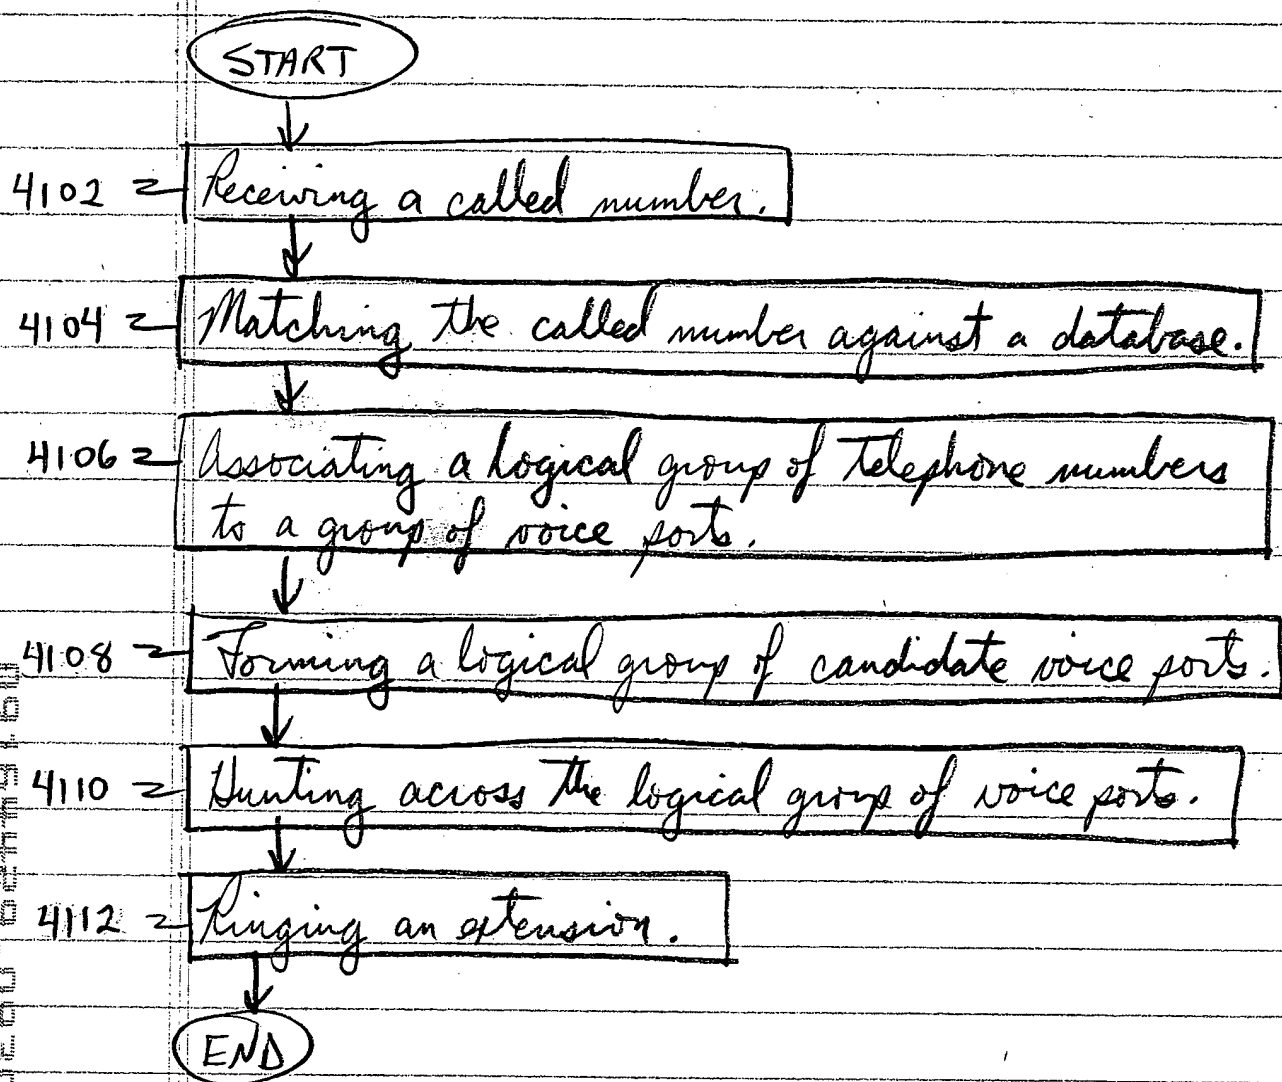 START
4102 Receiving a called number.
4104 Matching the called number against a database.
4106 Associating a logical group of telephone numbers
to a group of voice ports.
4108 Forming a logical group of candidate voice ports.
4110 Hunting across the logical group of voice ports.
4112 Ringing an extension.
END